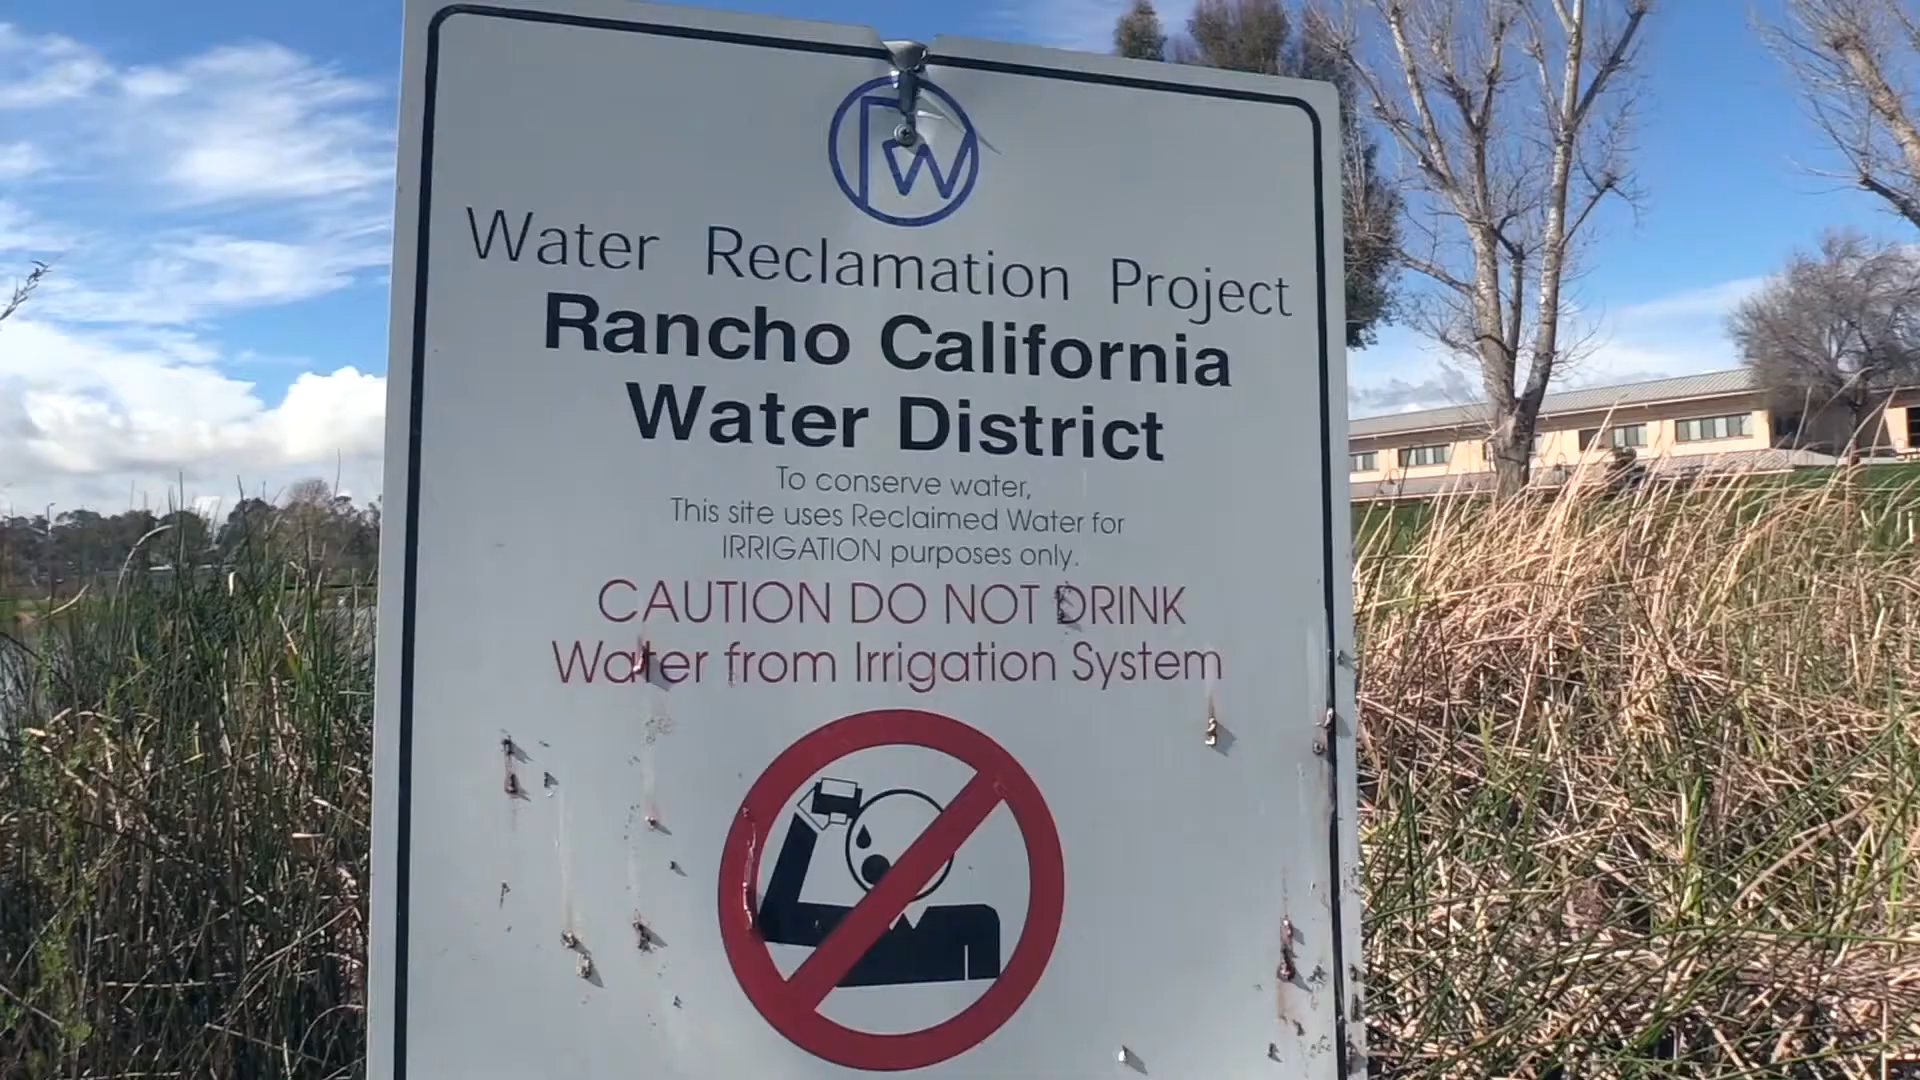 Water Reclamation Project
Rancho California
Water District
To conserve water,
This site uses Reclaimed Water for
IRRIGATION purposes only.
CAUTION DO NOT DRINK
Water from Irrigation System